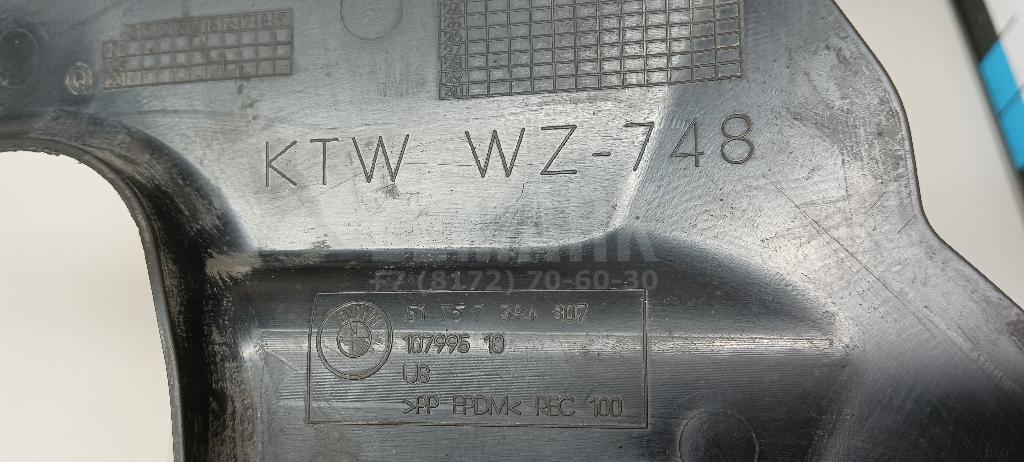 KTW WZ-748
+7 (8172) 70-60-30
51 75 7 394 807
107995 10
US
>PP EPDM< REC 100